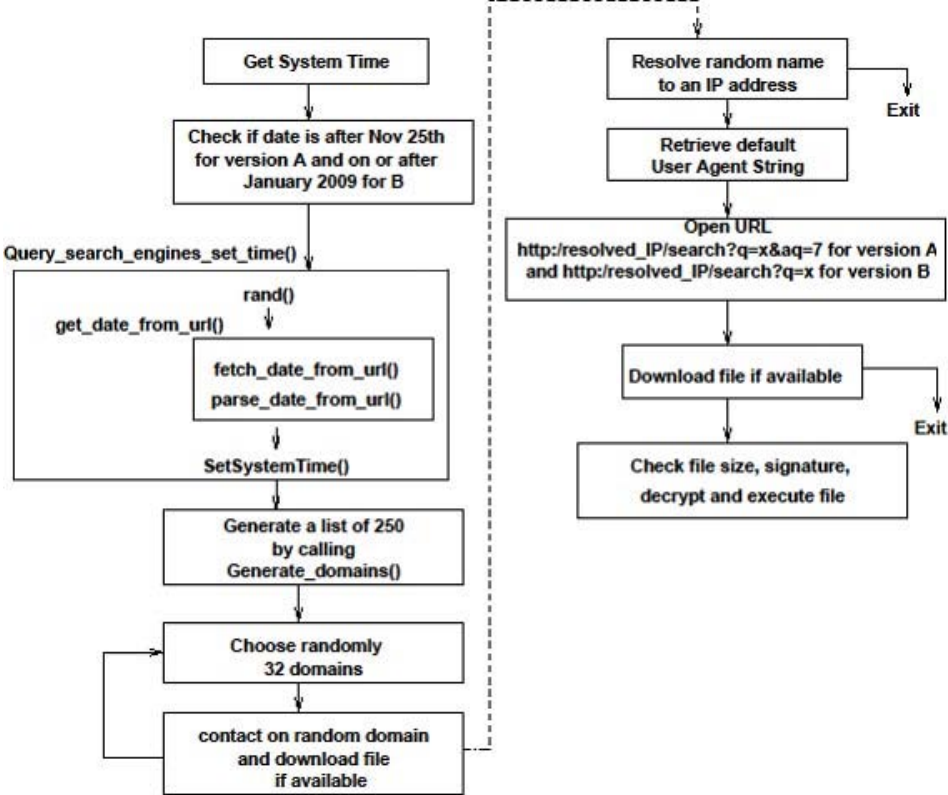 Get System Time
Check if date is after Nov 25th
for version A and on or after
January 2009 for B
Query_search_engines_set_time()
rand()
get_date_from_url()
fetch_date_from_url()
parse_date_from_url()
SetSystemTime()
Generate a list of 250
by calling
Generate_domains()
Choose randomly
32 domains
contact on random domain
and download file
if available
Resolve random name
to an IP address
Exit
Retrieve default
User Agent String
Open URL
http:/resolved_IP/search?q=x&aq=7 for version A
and http:/resolved_IP/search?q=x for version B
Download file if available
Exit
Check file size, signature,
decrypt and execute file